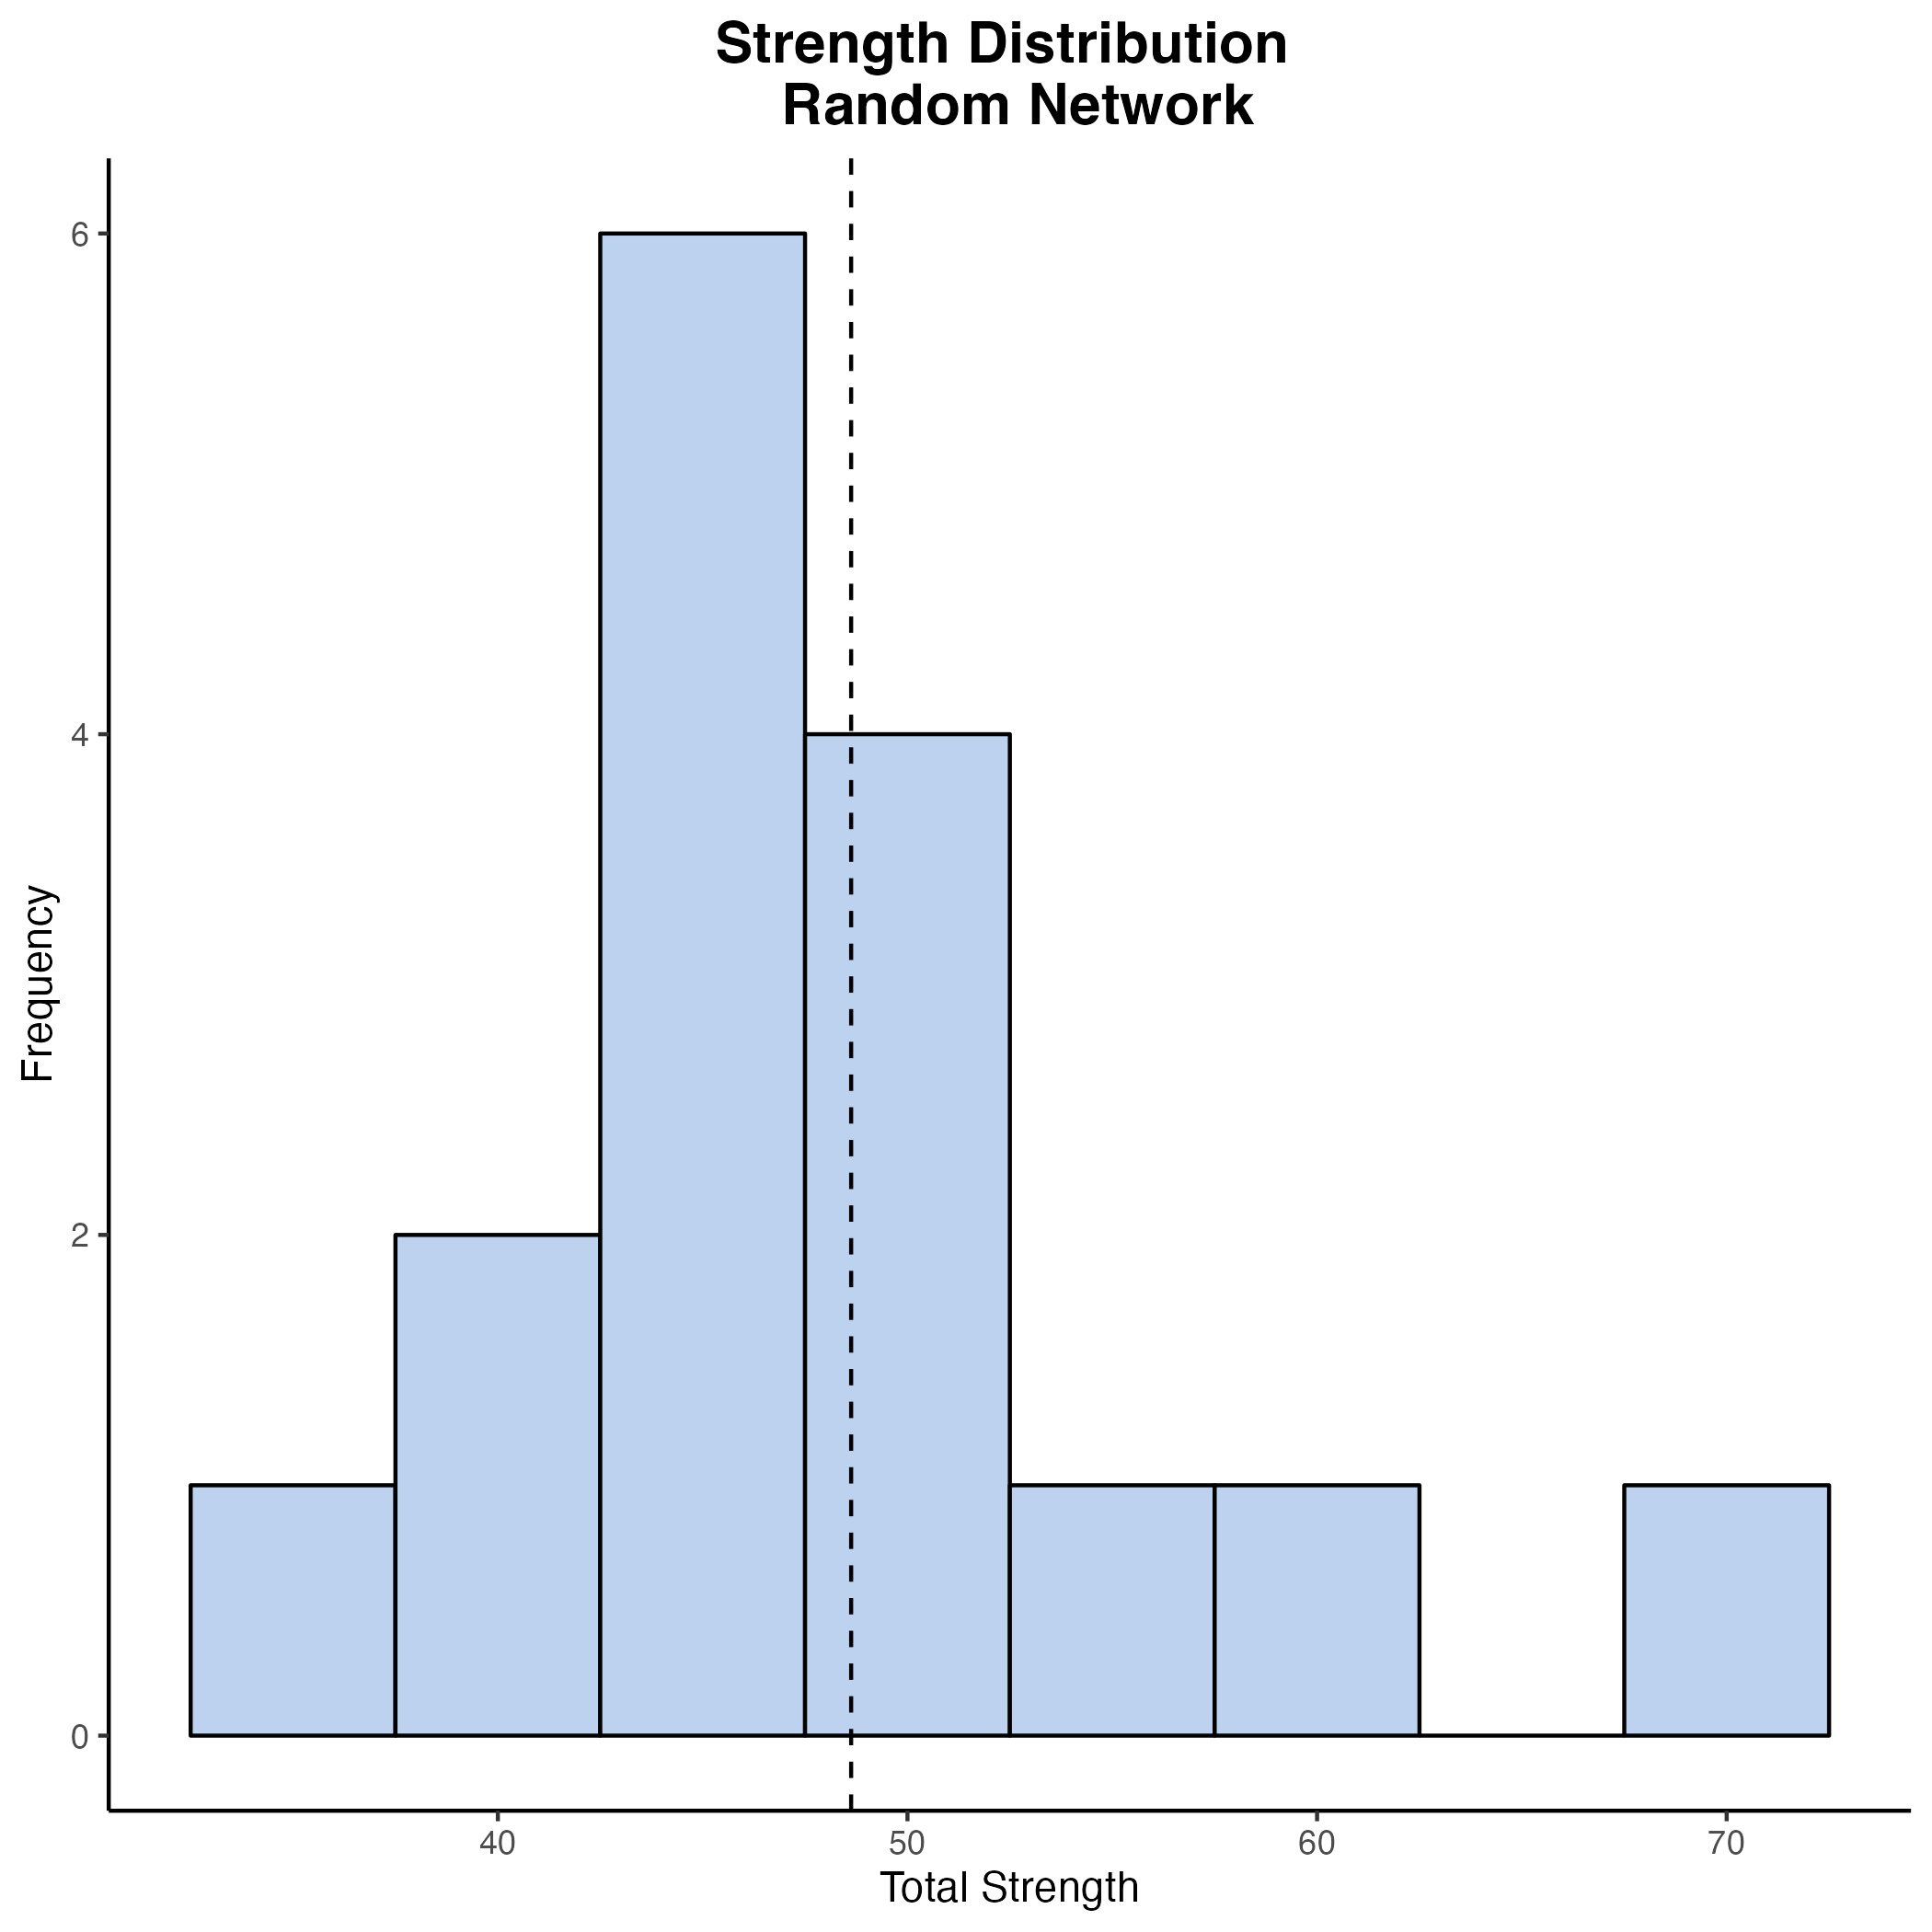 Strength Distribution
Random Network
6
4
2
0
Frequency
40 50 60 70
Total Strength